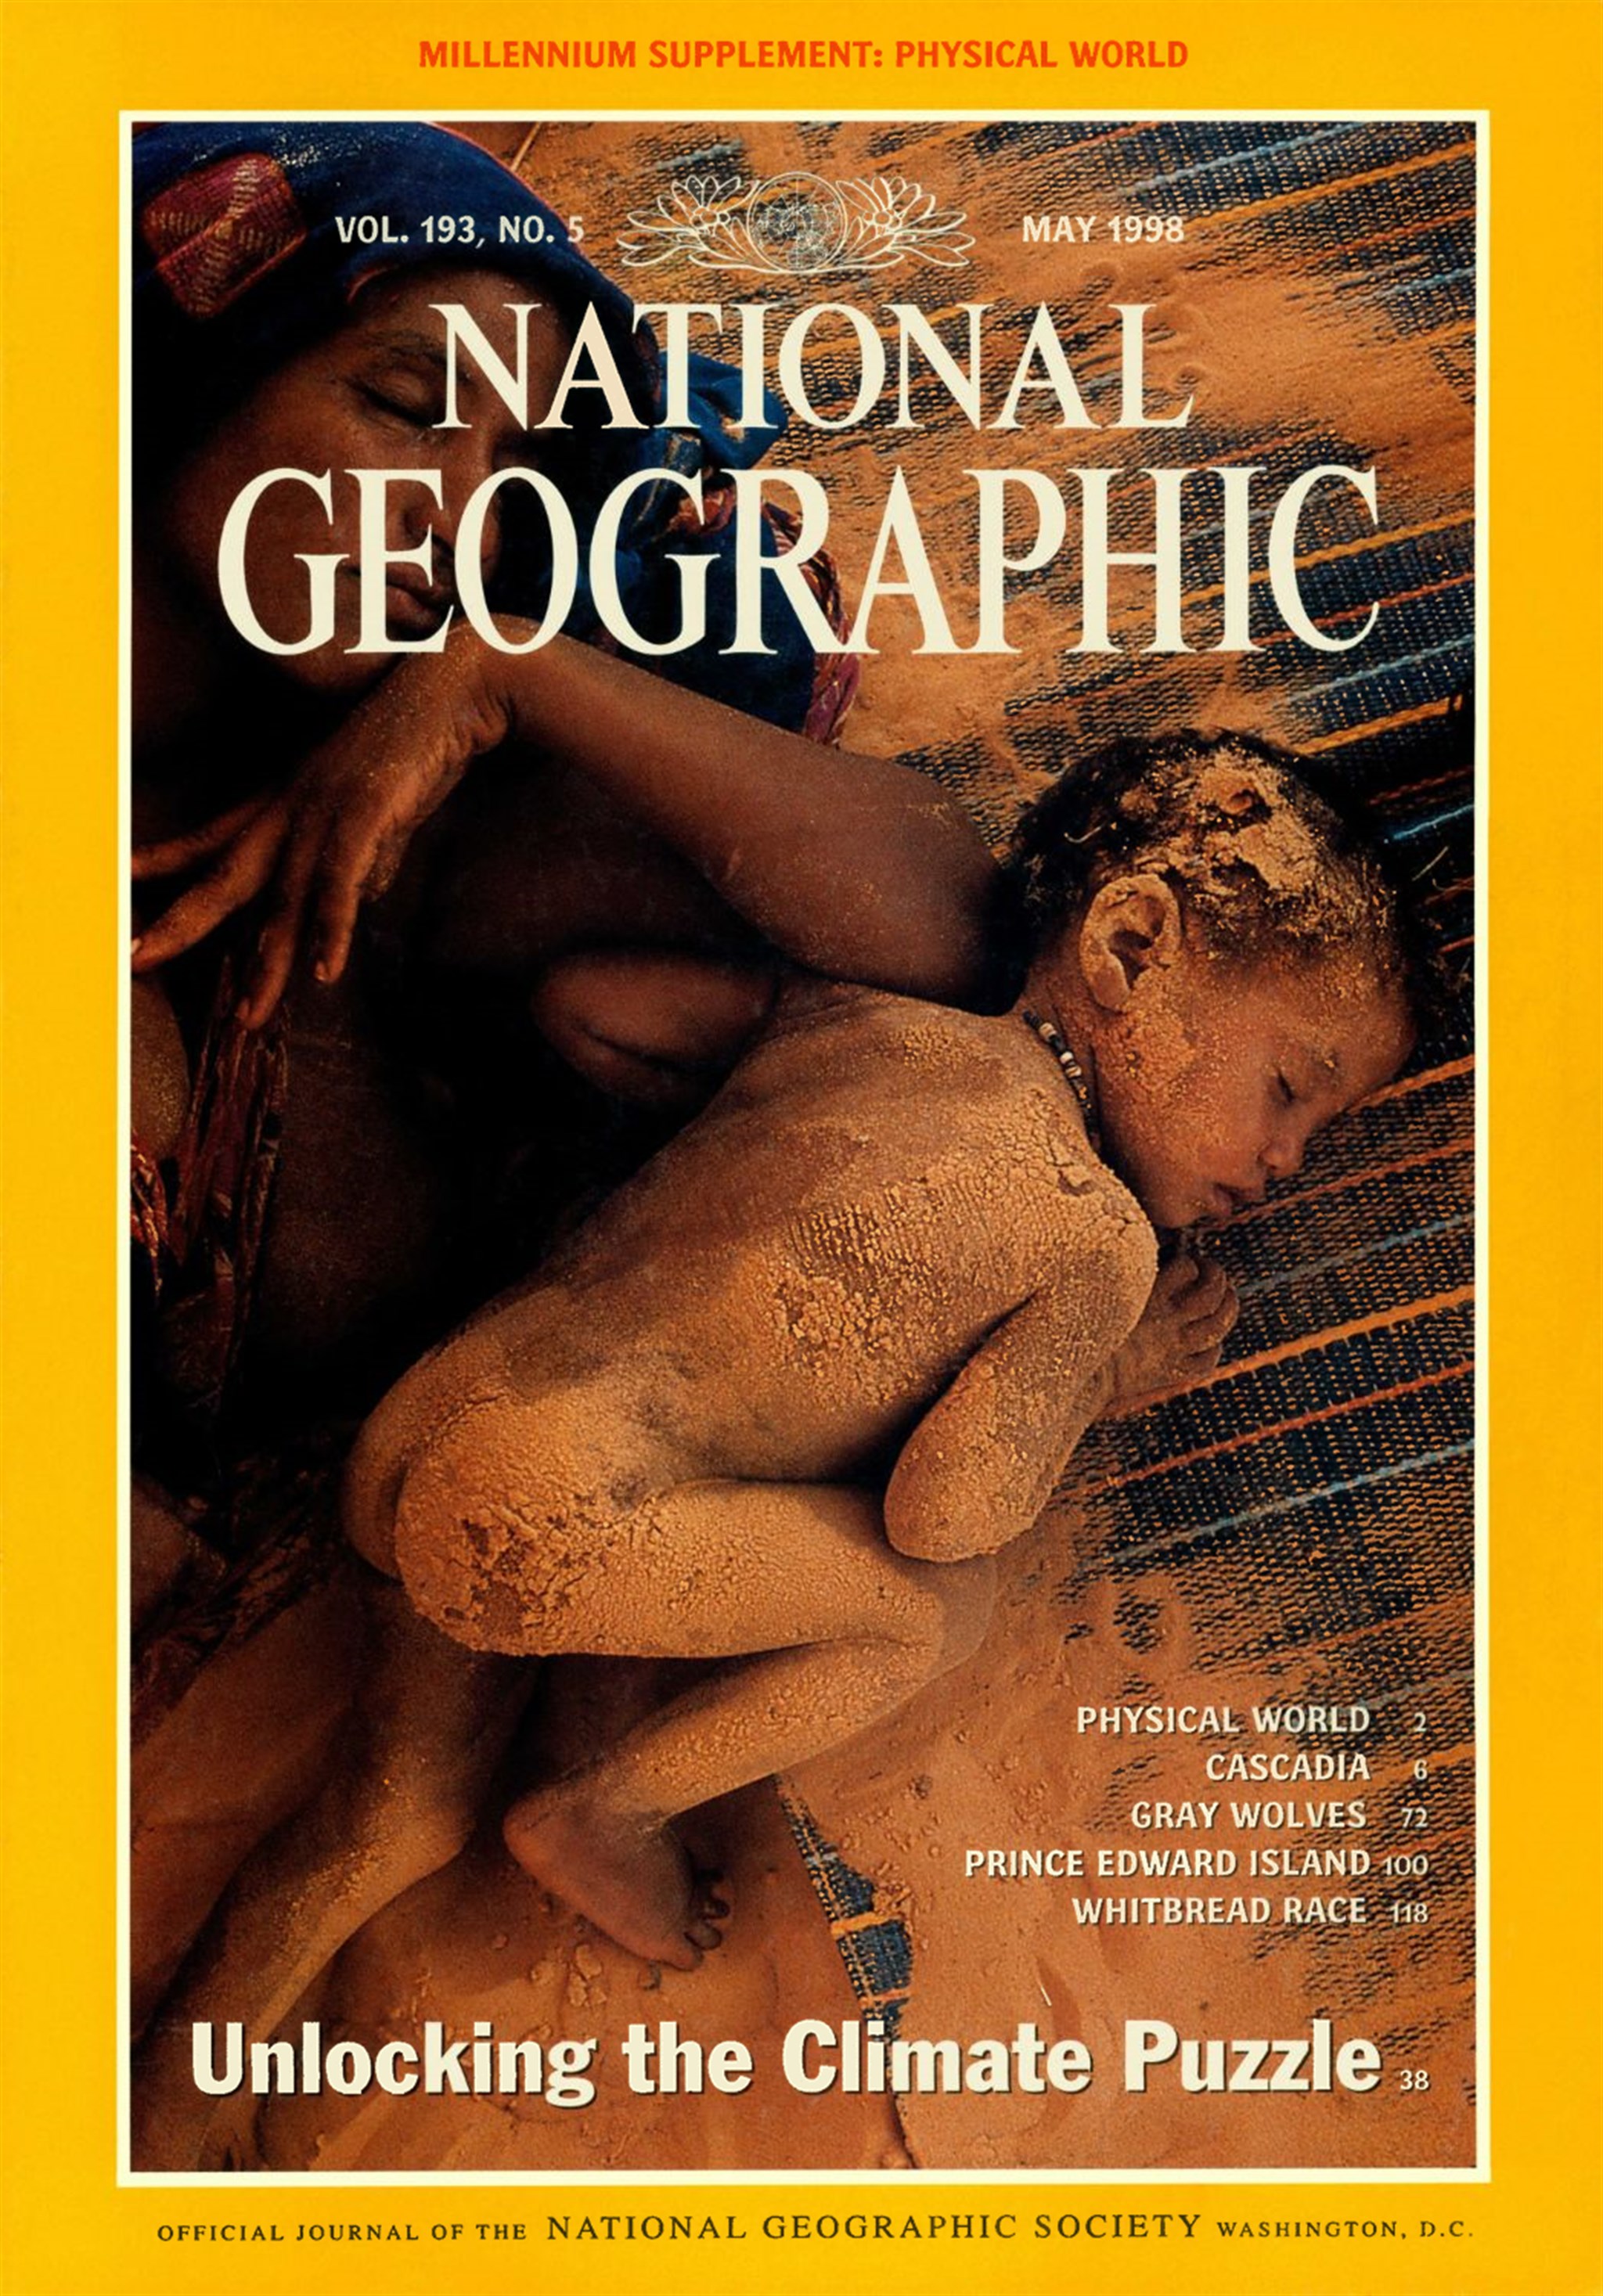 MILLENNIUM SUPPLEMENT: PHYSICAL WORLD
VOL. 193, NO. 5 MAY 1998
NATIONAL
GEOGRAPHIC
PHYSICAL WORLD 2
CASCADIA 6
GRAY WOLVES 72
PRINCE EDWARD ISLAND 100
WHITBREAD RACE 118
Unlocking the Climate Puzzle 38
OFFICIAL JOURNAL OF THE NATIONAL GEOGRAPHIC SOCIETY WASHINGTON, D.C.